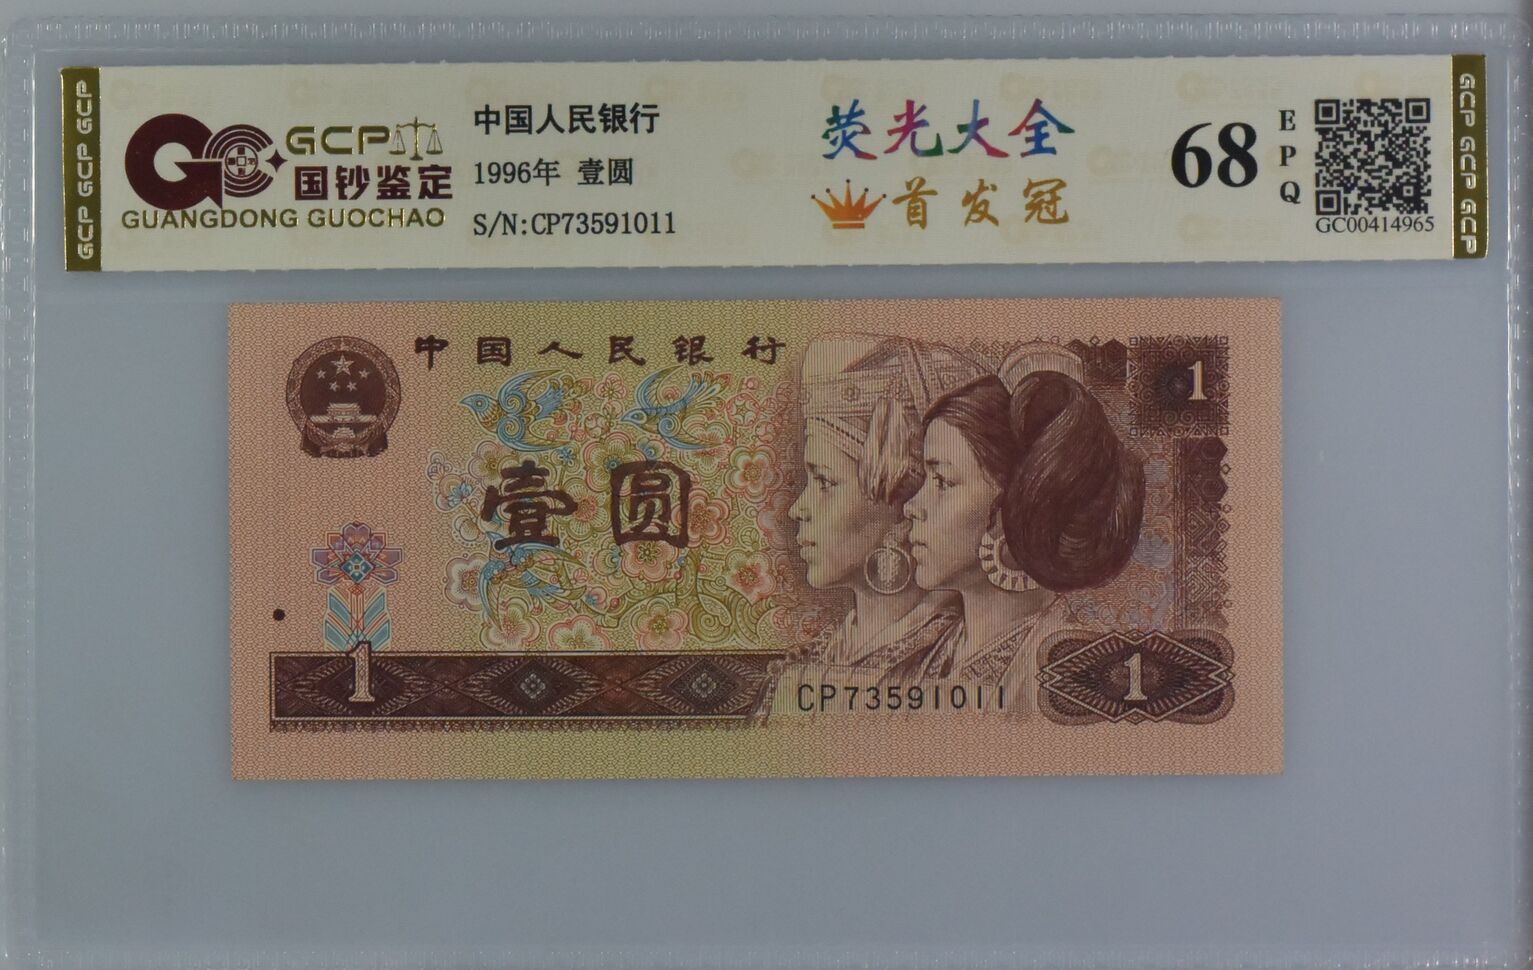 GCP GCP GCP
GCP
国钞鉴定
GUANGDONG GUOCHAO
中国人民银行
1996年 壹圆
S/N:CP73591011
荧光大全
首发冠
68
EPQ
GC00414965
GCP GCP GCP
中国人民银行
1
壹圆
1
CP73591011
1